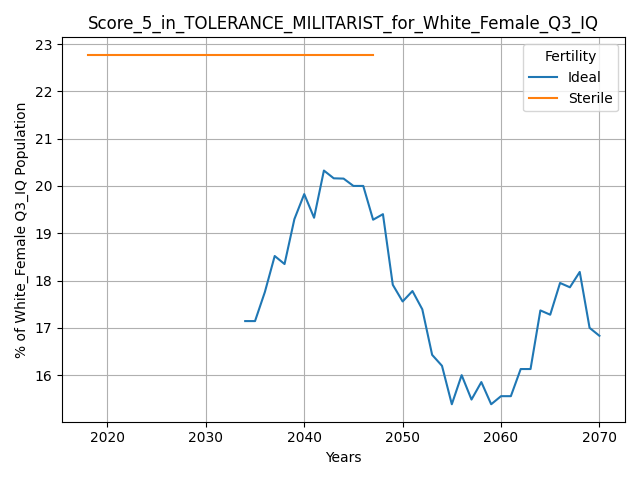 Score_5_in_TOLERANCE_MILITARIST_for_White_Female_Q3_IQ
% of White_Female Q3_IQ Population
23
22
21
20
19
18
17
16
Fertility
Ideal
Sterile
2020 2030 2040 2050 2060 2070
Years